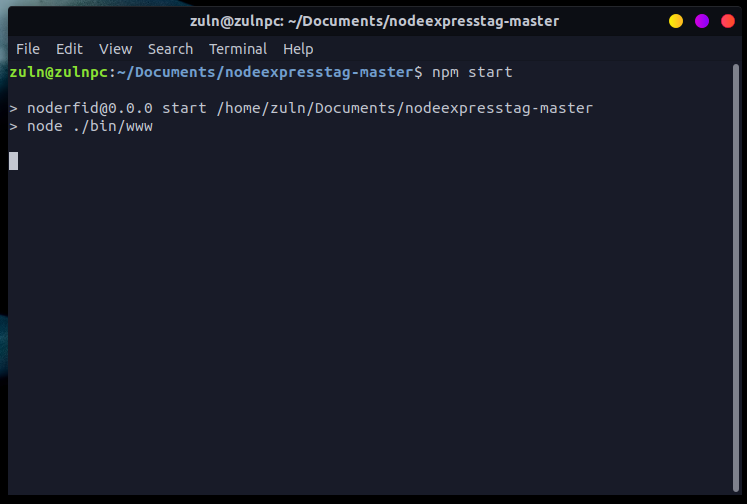 zuln@zulnpc: ~/Documents/nodeexpresstag-master
File Edit View Search Terminal Help
zuln@zulnpc:~/Documents/nodeexpresstag-master$ npm start
> noderfid@0.0.0 start /home/zuln/Documents/nodeexpresstag-master
> node ./bin/www